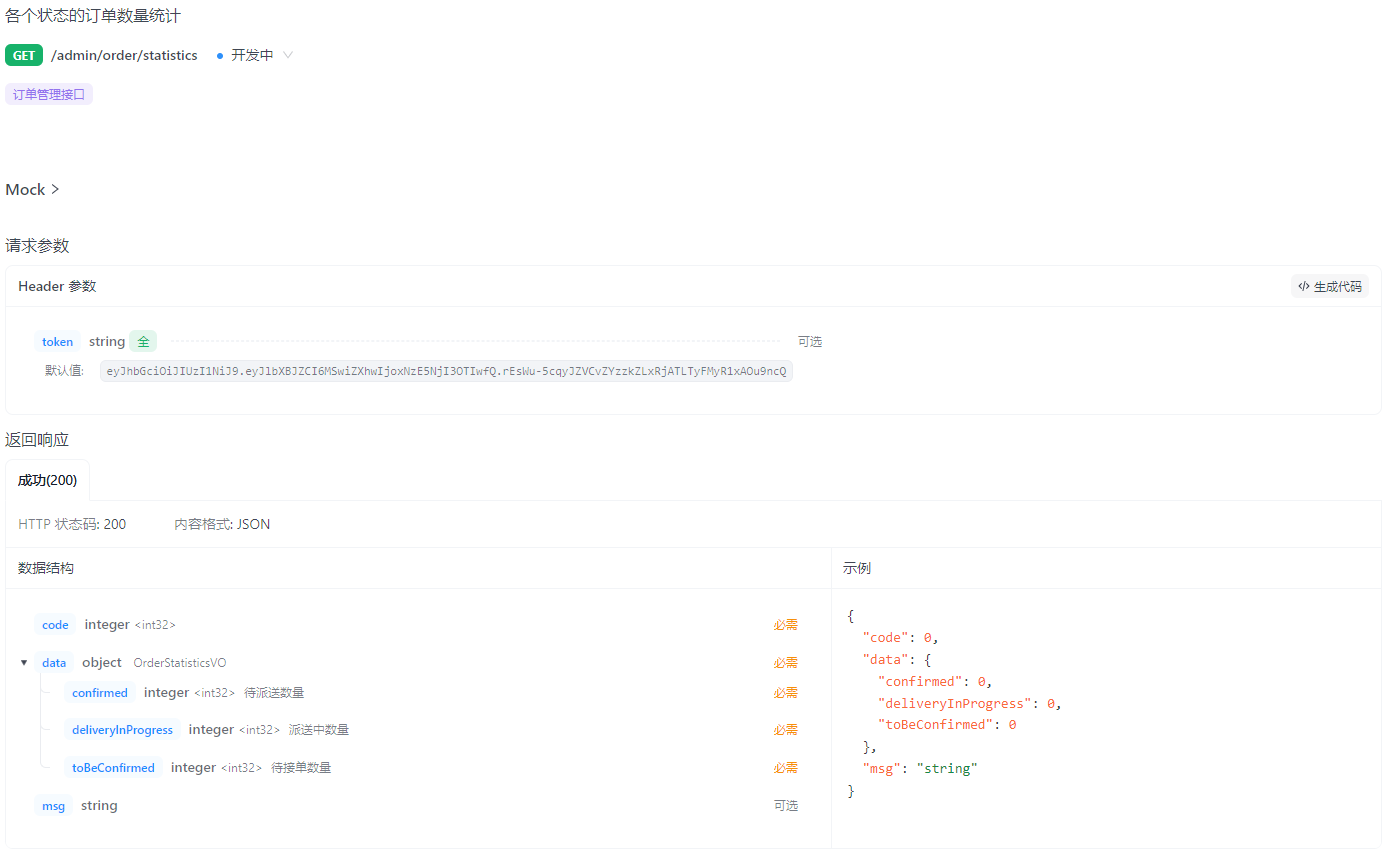 各个状态的订单数量统计
GET /admin/order/statistics 开发中
订单管理接口
Mock >
请求参数
Header 参数 </> 生成代码
token string 全 可选
默认值: eyJhbGciOiJIUzI1NiJ9.eyJlbXBJZCI6MSwiZXhwIjoxNzE5NjI3OTIwfQ.rEsWu-5cqyJZVCvZYzzkZLxRjATLTyFMyR1xAOu9ncQ
返回响应
成功(200)
HTTP 状态码: 200 内容格式: JSON
数据结构 示例
code integer <int32> 必需
data object OrderStatisticsVO 必需
confirmed integer <int32> 待派送数量 必需
deliveryInProgress integer <int32> 派送中数量 必需
toBeConfirmed integer <int32> 待接单数量 必需
msg string 可选
{
"code": 0,
"data": {
"confirmed": 0,
"deliveryInProgress": 0,
"toBeConfirmed": 0
},
"msg": "string"
}